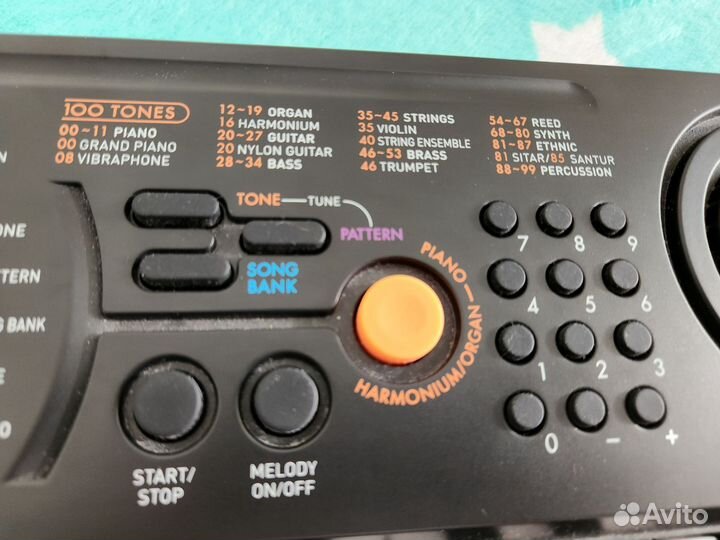 100 TONES
00~11 PIANO
00 GRAND PIANO
08 VIBRAPHONE
12~19 ORGAN
16 HARMONIUM
20~27 GUITAR
20 NYLON GUITAR
28~34 BASS
35~45 STRINGS
35 VIOLIN
40 STRING ENSEMBLE
46~53 BRASS
46 TRUMPET
54~67 REED
68~80 SYNTH
81~87 ETHNIC
81 SITAR/85 SANTUR
88~99 PERCUSSION
TONE
TUNE
PATTERN
SONG
BANK
PIANO
HARMONIUM/ORGAN
7 8 9
4 5 6
1 2 3
0 - +
START/
STOP
MELODY
ON/OFF
BANK
Avito